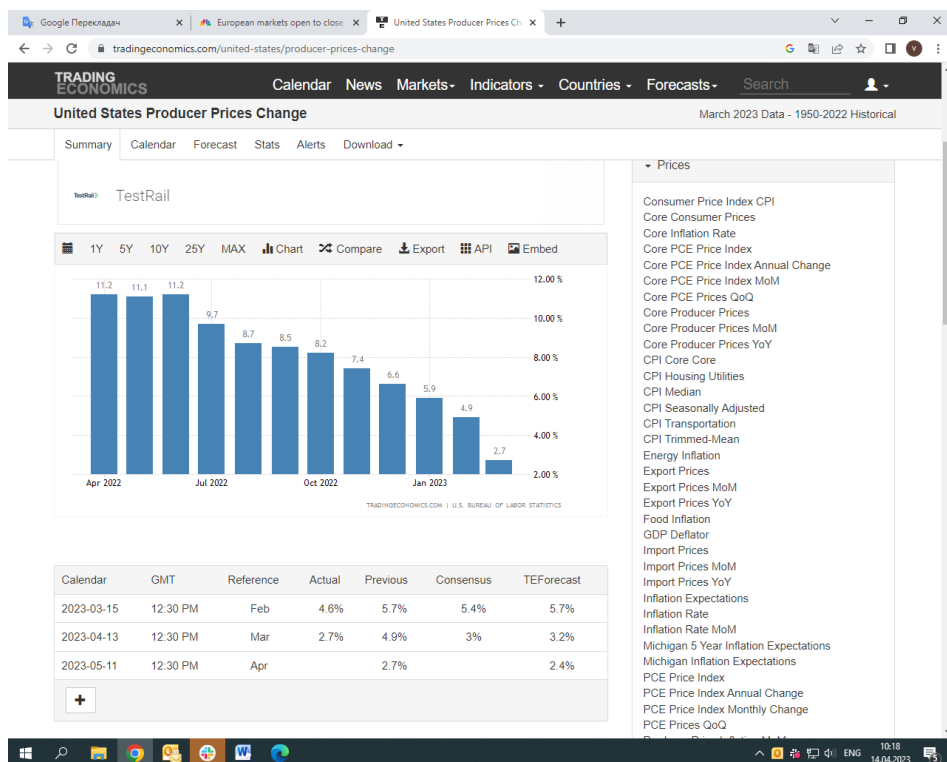 Google Перекладач
European markets open to close,
United States Producer Prices Ch
tradingeconomics.com/united-states/producer-prices-change
V
TRADING
ECONOMICS
Calendar News Markets Indicators Countries Forecasts Search
United States Producer Prices Change
March 2023 Data - 1950-2022 Historical
Summary Calendar Forecast Stats Alerts Download
TestRail TestRail
1Y 5Y 10Y 25Y MAX Chart Compare Export API Embed
11.2 11.1 11.2 9.7 8.7 8.5 8.2 7.4 6.6 5.9 4.9 2.7
12.00 %
10.00 %
8.00 %
6.00 %
4.00 %
2.00 %
Apr 2022 Jul 2022 Oct 2022 Jan 2023
TRADINGECONOMICS.COM | U.S. BUREAU OF LABOR STATISTICS
Calendar GMT Reference Actual Previous Consensus TEForecast
2023-03-15 12:30 PM Feb 4.6% 5.7% 5.4% 5.7%
2023-04-13 12:30 PM Mar 2.7% 4.9% 3% 3.2%
2023-05-11 12:30 PM Apr 2.7% 2.4%
Prices
Consumer Price Index CPI
Core Consumer Prices
Core Inflation Rate
Core PCE Price Index
Core PCE Price Index Annual Change
Core PCE Price Index MoM
Core PCE Prices QoQ
Core Producer Prices
Core Producer Prices MoM
Core Producer Prices YoY
CPI Core Core
CPI Housing Utilities
CPI Median
CPI Seasonally Adjusted
CPI Transportation
CPI Trimmed-Mean
Energy Inflation
Export Prices
Export Prices MoM
Export Prices YoY
Food Inflation
GDP Deflator
Import Prices
Import Prices MoM
Import Prices YoY
Inflation Expectations
Inflation Rate
Inflation Rate MoM
Michigan 5 Year Inflation Expectations
Michigan Inflation Expectations
PCE Price Index
PCE Price Index Annual Change
PCE Price Index Monthly Change
PCE Prices QoQ
ENG
10:18
14.04.2023
5